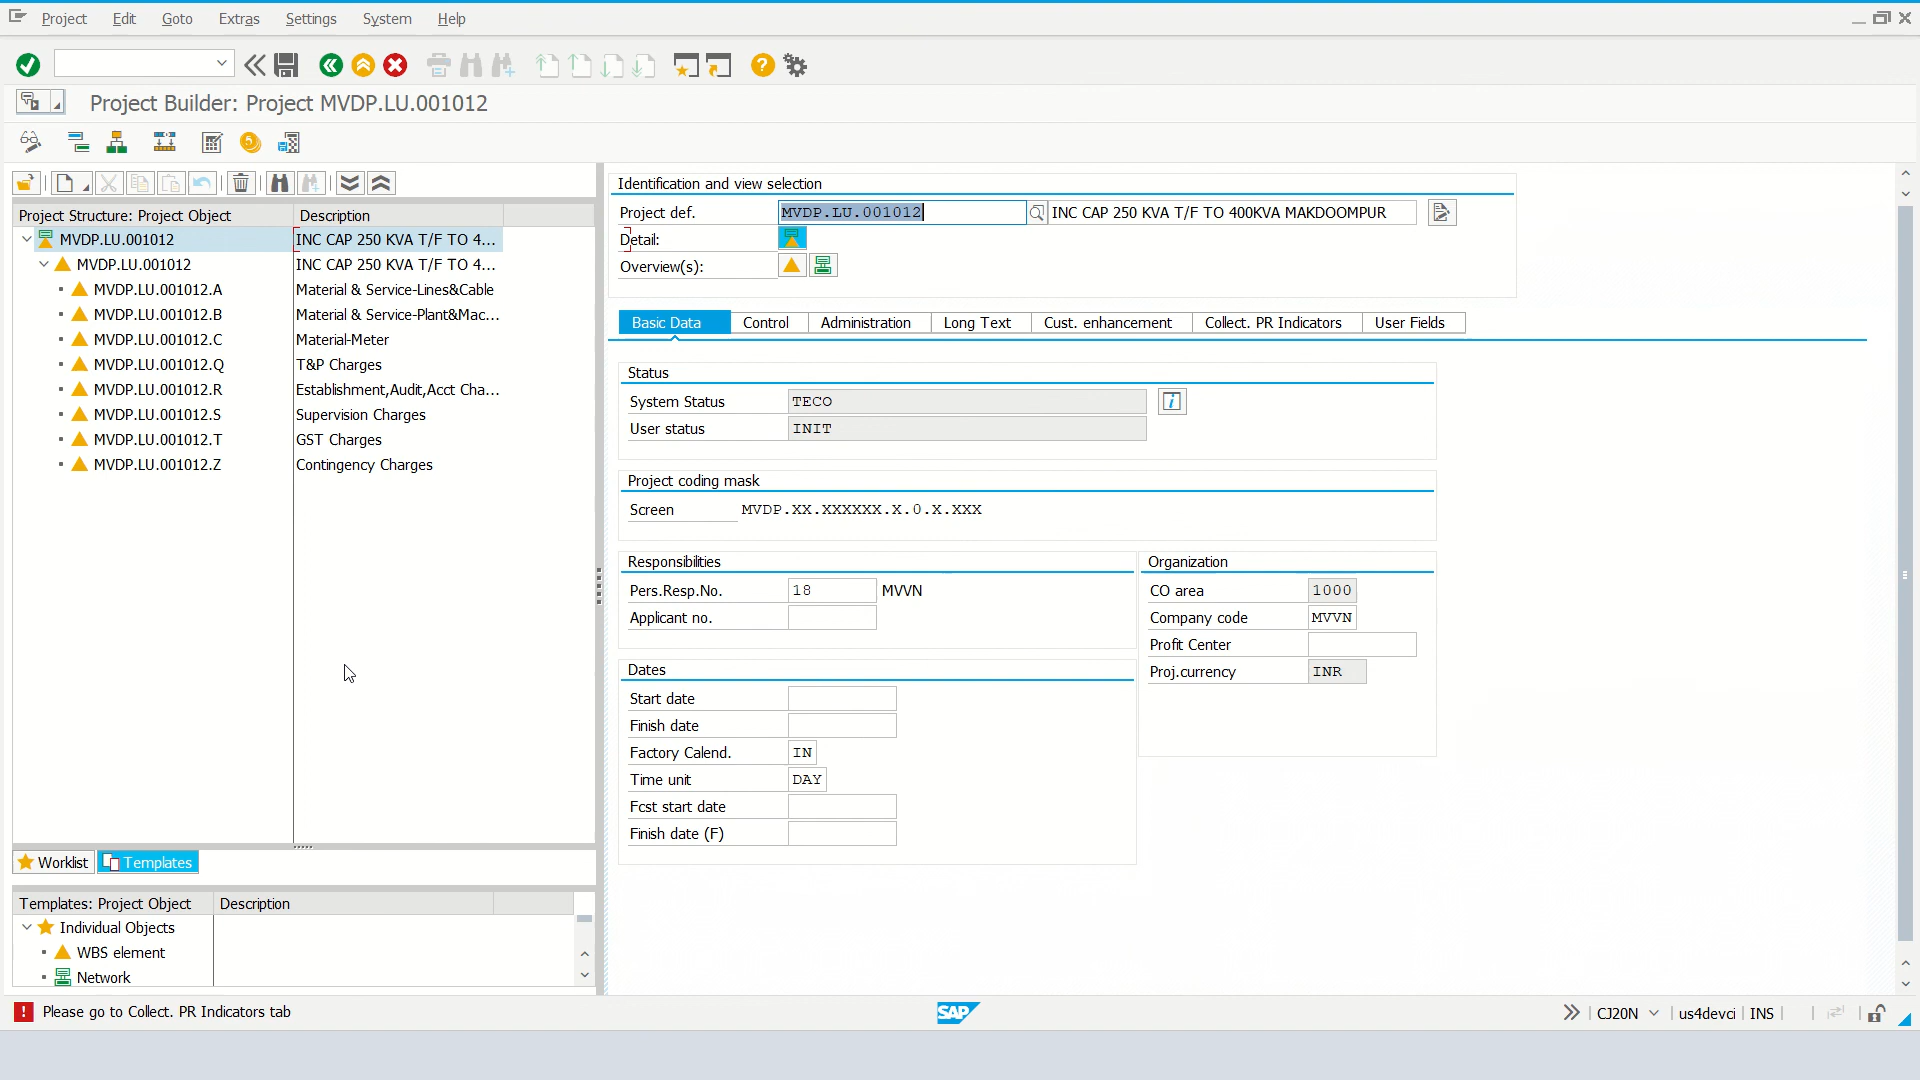 Project Edit Goto Extras Settings System Help
Project Builder: Project MVDP.LU.001012
Project Structure: Project Object Description
MVDP.LU.001012 INC CAP 250 KVA T/F TO 4...
MVDP.LU.001012 INC CAP 250 KVA T/F TO 4...
MVDP.LU.001012.A Material & Service-Lines&Cable
MVDP.LU.001012.B Material & Service-Plant&Mac...
MVDP.LU.001012.C Material-Meter
MVDP.LU.001012.Q T&P Charges
MVDP.LU.001012.R Establishment,Audit,Acct Cha...
MVDP.LU.001012.S Supervision Charges
MVDP.LU.001012.T GST Charges
MVDP.LU.001012.Z Contingency Charges
Worklist Templates
Templates: Project Object Description
Individual Objects
WBS element
Network
Identification and view selection
Project def. MVDP.LU.001012 INC CAP 250 KVA T/F TO 400KVA MAKDOOMPUR
Detail:
Overview(s):
Basic Data Control Administration Long Text Cust. enhancement Collect. PR Indicators User Fields
Status
System Status TECO
User status INIT
Project coding mask
Screen MVDP.XX.XXXXXX.X.0.X.XXX
Responsibilities
Pers.Resp.No. 18 MVVN
Applicant no.
Organization
CO area 1000
Company code MVVN
Profit Center
Proj.currency INR
Dates
Start date
Finish date
Factory Calend. IN
Time unit DAY
Fcst start date
Finish date (F)
Please go to Collect. PR Indicators tab
SAP
CJ20N us4devci INS